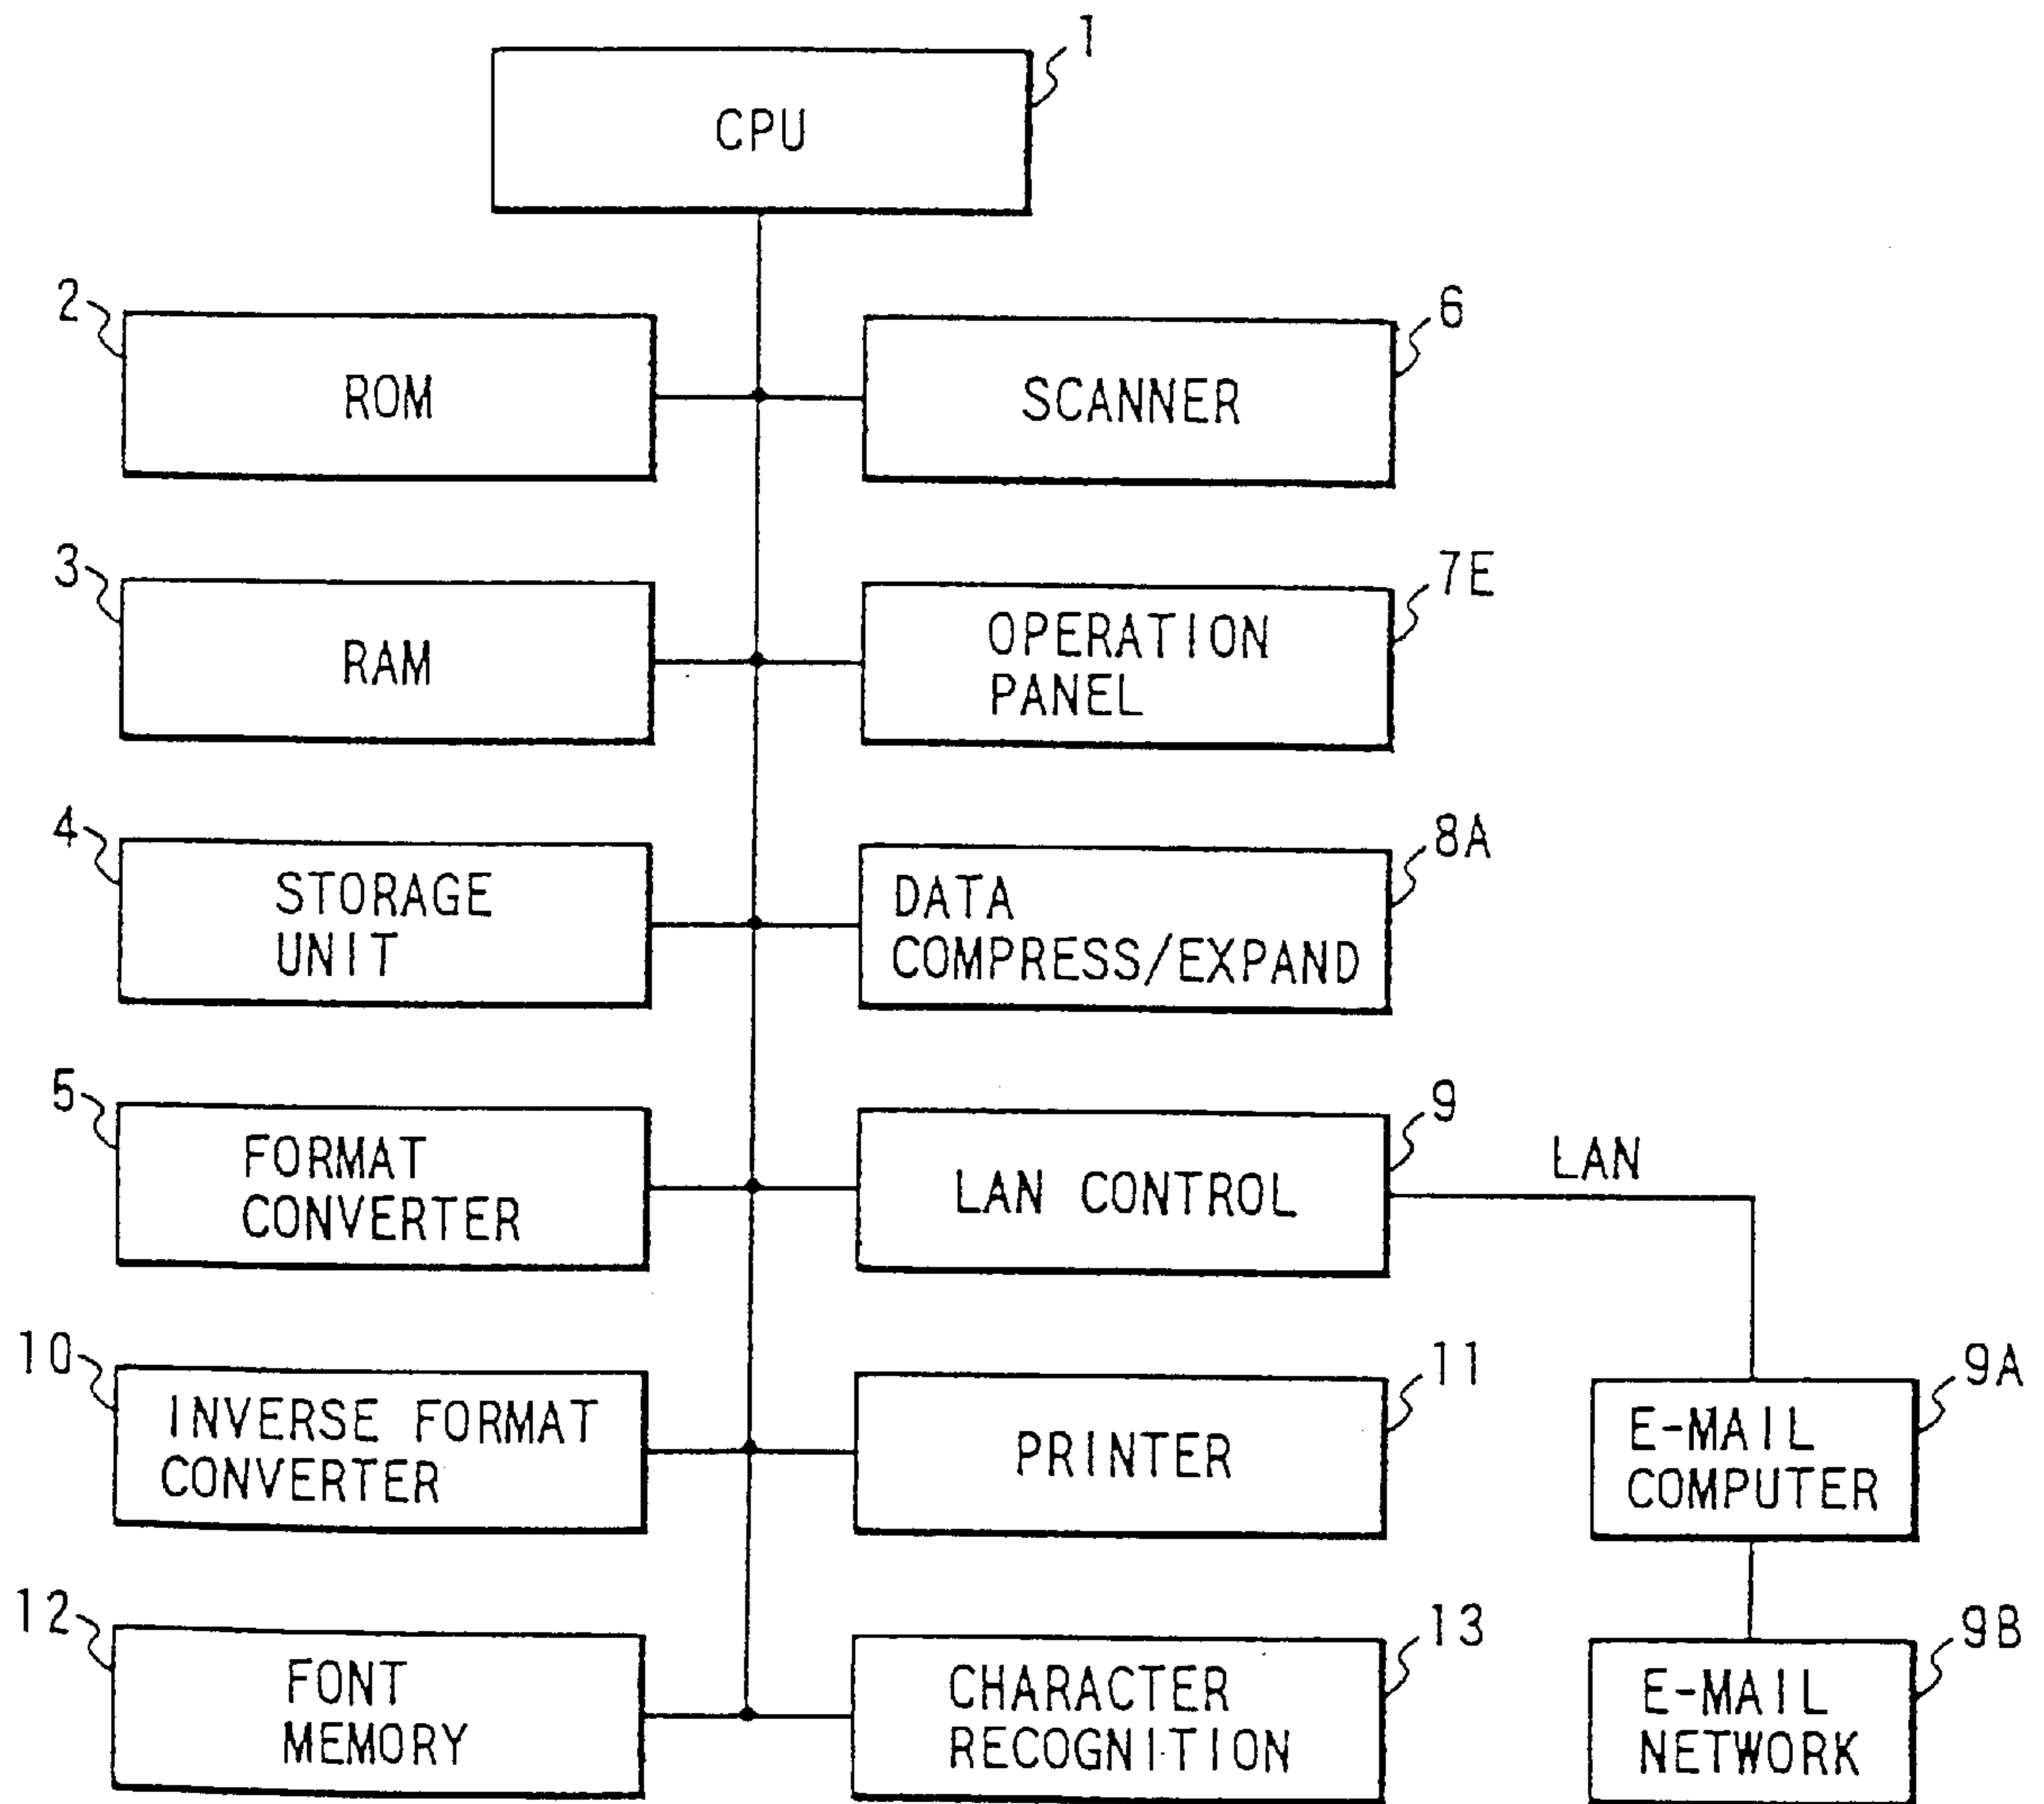 1
CPU
2
ROM
6
SCANNER
3
RAM
7E
OPERATION
PANEL
4
STORAGE
UNIT
8A
DATA
COMPRESS/EXPAND
5
FORMAT
CONVERTER
9
LAN CONTROL
LAN
10
INVERSE FORMAT
CONVERTER
11
PRINTER
9A
E-MAIL
COMPUTER
12
FONT
MEMORY
13
CHARACTER
RECOGNITION
9B
E-MAIL
NETWORK